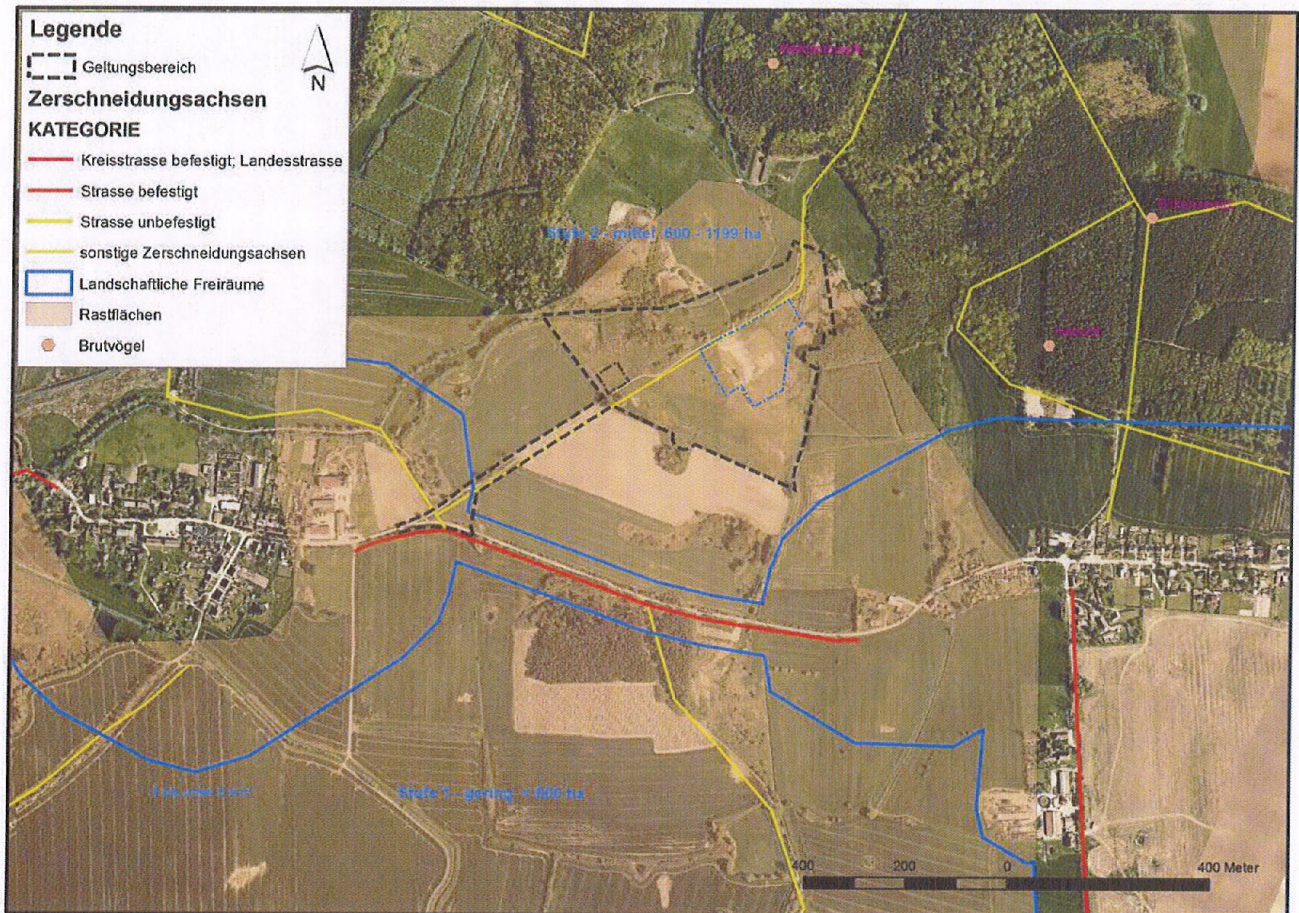 Legende
N
Geltungsbereich
Zerschneidungsachsen
KATEGORIE
Kreisstrasse befestigt; Landesstrasse
Strasse befestigt
Strasse unbefestigt
sonstige Zerschneidungsachsen
Landschaftliche Freiräume
Rastflächen
Brutvögel
Stufe 2 - mittel, 600 - 1199 ha
Stufe 1 - gering, < 600 ha
400 200 0 400 Meter